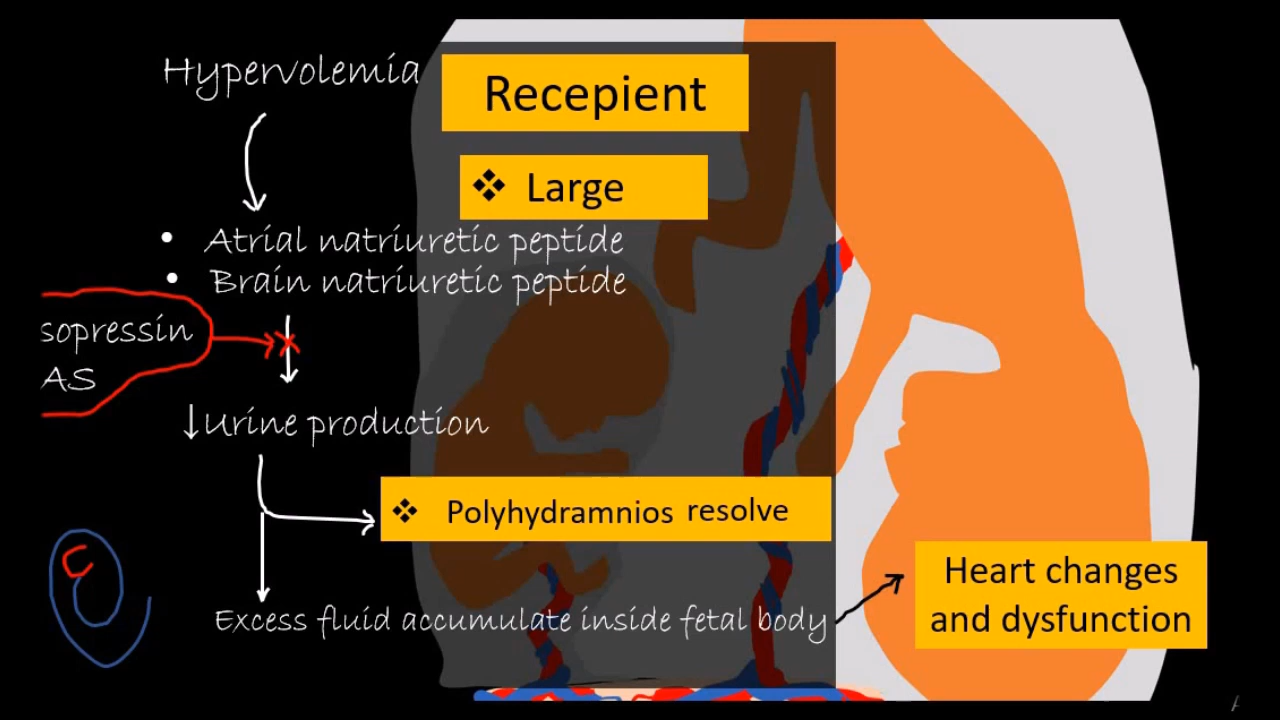 Hypervolemia
Recepient
❖ Large
• Atrial natriuretic peptide
• Brain natriuretic peptide
sopressin
AS
↓Urine production
❖ Polyhydramnios resolve
Heart changes
and dysfunction
Excess fluid accumulate inside fetal body